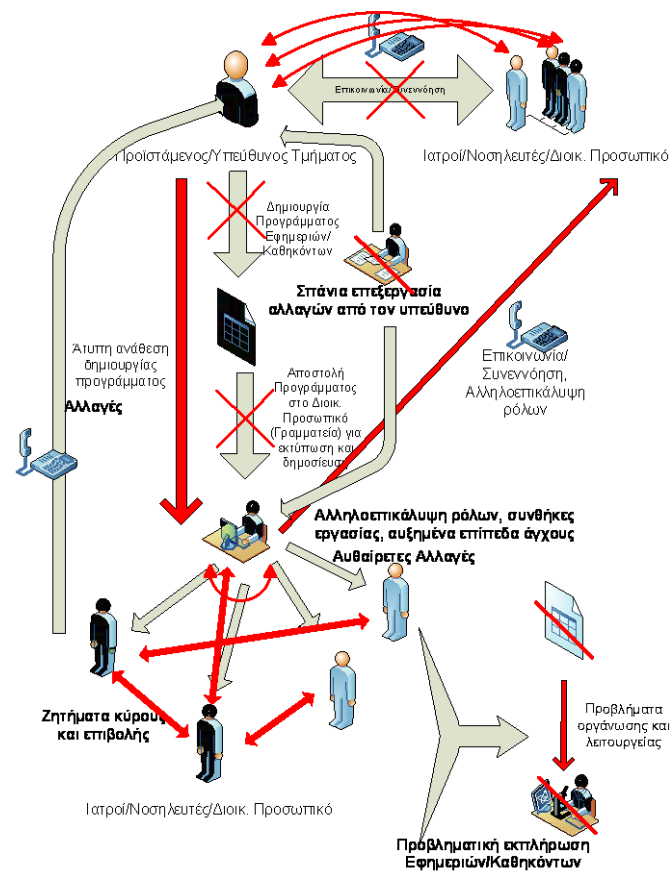 Επικοινωνία/Συνεννόηση
Προϊστάμενος/Υπεύθυνος Τμήματος
Ιατροί/Νοσηλευτές/Διοικ. Προσωπικό
Δημιουργία
Προγράμματος
Εφημεριών/
Καθηκόντων
Σπάνια επεξεργασία
αλλαγών από τον υπεύθυνο
Άτυπη ανάθεση
δημιουργίας
προγράμματος
Αλλαγές
Αποστολή
Προγράμματος
στο Διοικ.
Προσωπικό
(Γραμματεία) για
εκτύπωση και
δημοσίευση
Επικοινωνία/
Συνεννόηση,
Αλληλοεπικάλυψη
ρόλων
Αλληλοεπικάλυψη ρόλων, συνθήκες
εργασίας, αυξημένα επίπεδα άγχους
Αυθαίρετες Αλλαγές
Ζητήματα κύρους
και επιβολής
Προβλήματα
οργάνωσης και
λειτουργείας
Ιατροί/Νοσηλευτές/Διοικ. Προσωπικό
Προβληματική εκπλήρωση
Εφημεριών/Καθηκόντων